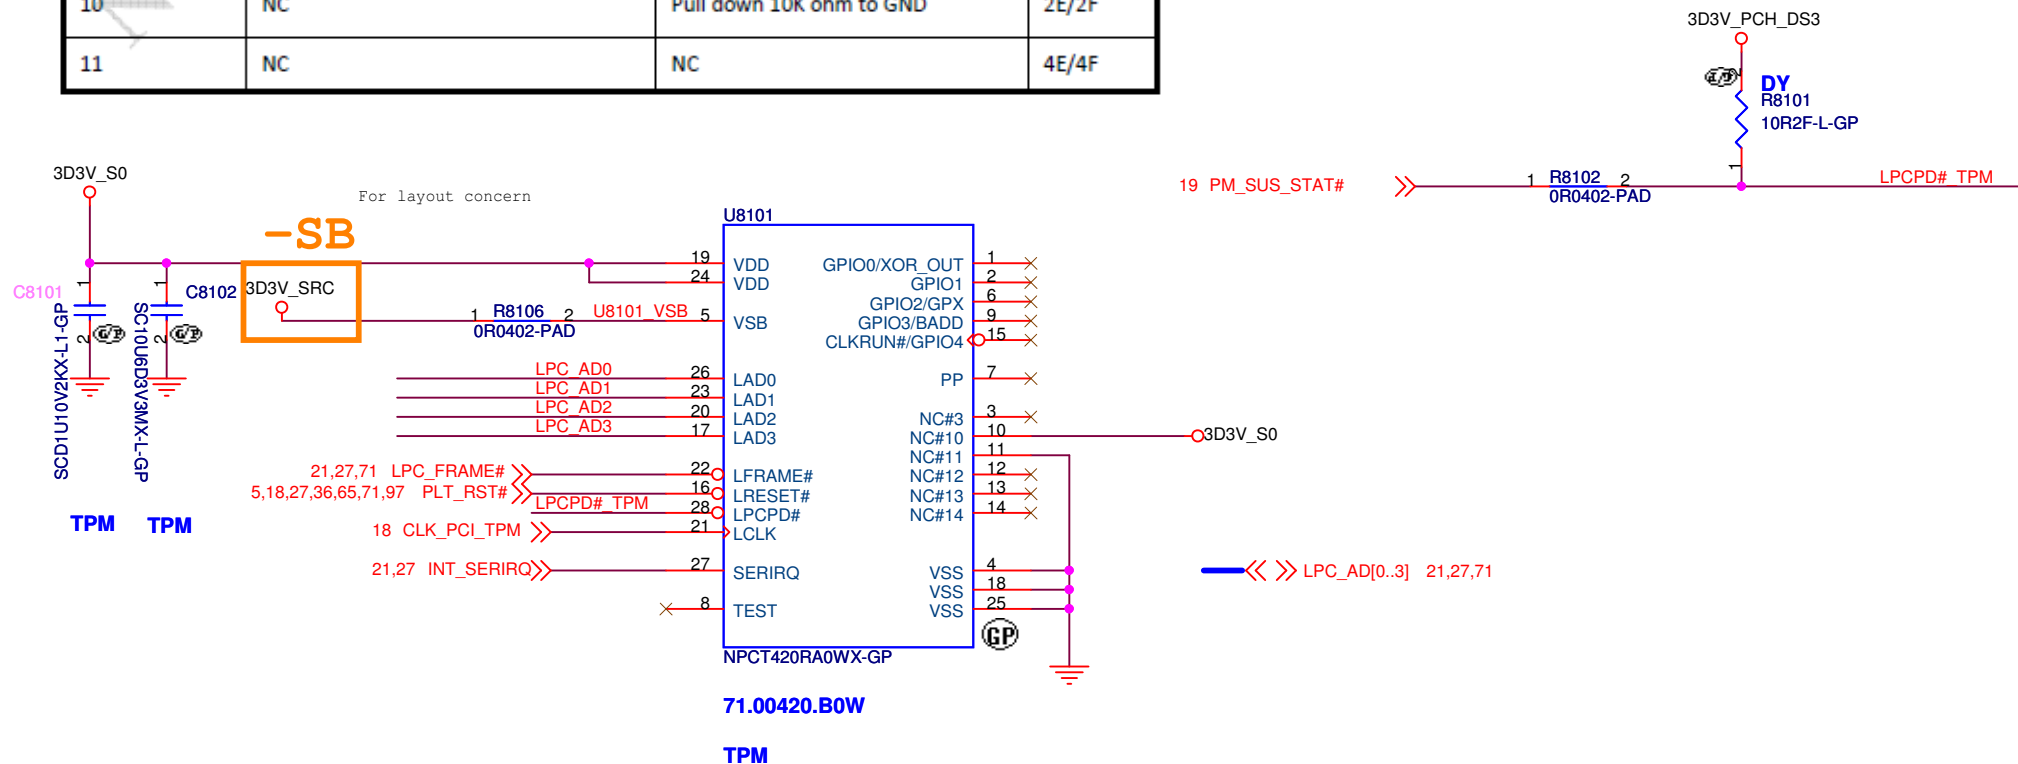 10 NC Pull down 10K ohm to GND 2E/2F
11 NC NC 4E/4F
3D3V_PCH_DS3
2
DY
R8101
10R2F-L-GP
1
19 PM_SUS_STAT#
1 R8102 2
0R0402-PAD
LPCPD#_TPM
3D3V_S0
For layout concern
-SB
3D3V_SRC
C8101
1
2
SCD1U10V2KX-L1-GP
G/P
TPM
C8102
1
2
SC10U6D3V3MX-L-GP
G/P
TPM
1 R8106 2
0R0402-PAD
U8101_VSB
U8101
19 VDD
24 VDD
5 VSB
LPC_AD0 26 LAD0
LPC_AD1 23 LAD1
LPC_AD2 20 LAD2
LPC_AD3 17 LAD3
21,27,71 LPC_FRAME# 22 LFRAME#
5,18,27,36,65,71,97 PLT_RST# 16 LRESET#
LPCPD#_TPM 28 LPCPD#
18 CLK_PCI_TPM 21 LCLK
21,27 INT_SERIRQ 27 SERIRQ
8 TEST
GPIO0/XOR_OUT 1
GPIO1 2
GPIO2/GPX 6
GPIO3/BADD 9
CLKRUN#/GPIO4 15
PP 7
NC#3 3
NC#10 10 3D3V_S0
NC#11 11
NC#12 12
NC#13 13
NC#14 14
VSS 4
VSS 18
VSS 25
GP
NPCT420RA0WX-GP
71.00420.B0W
TPM
LPC_AD[0..3] 21,27,71